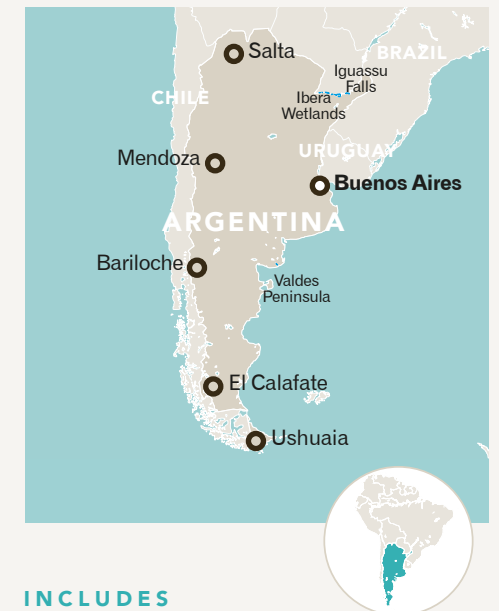 Salta
BRAZIL
Iguassu
Falls
CHILE
Ibera
Wetlands
Mendoza
URUGUAY
Buenos Aires
ARGENTINA
Bariloche
Valdes
Peninsula
El Calafate
Ushuaia
INCLUDES